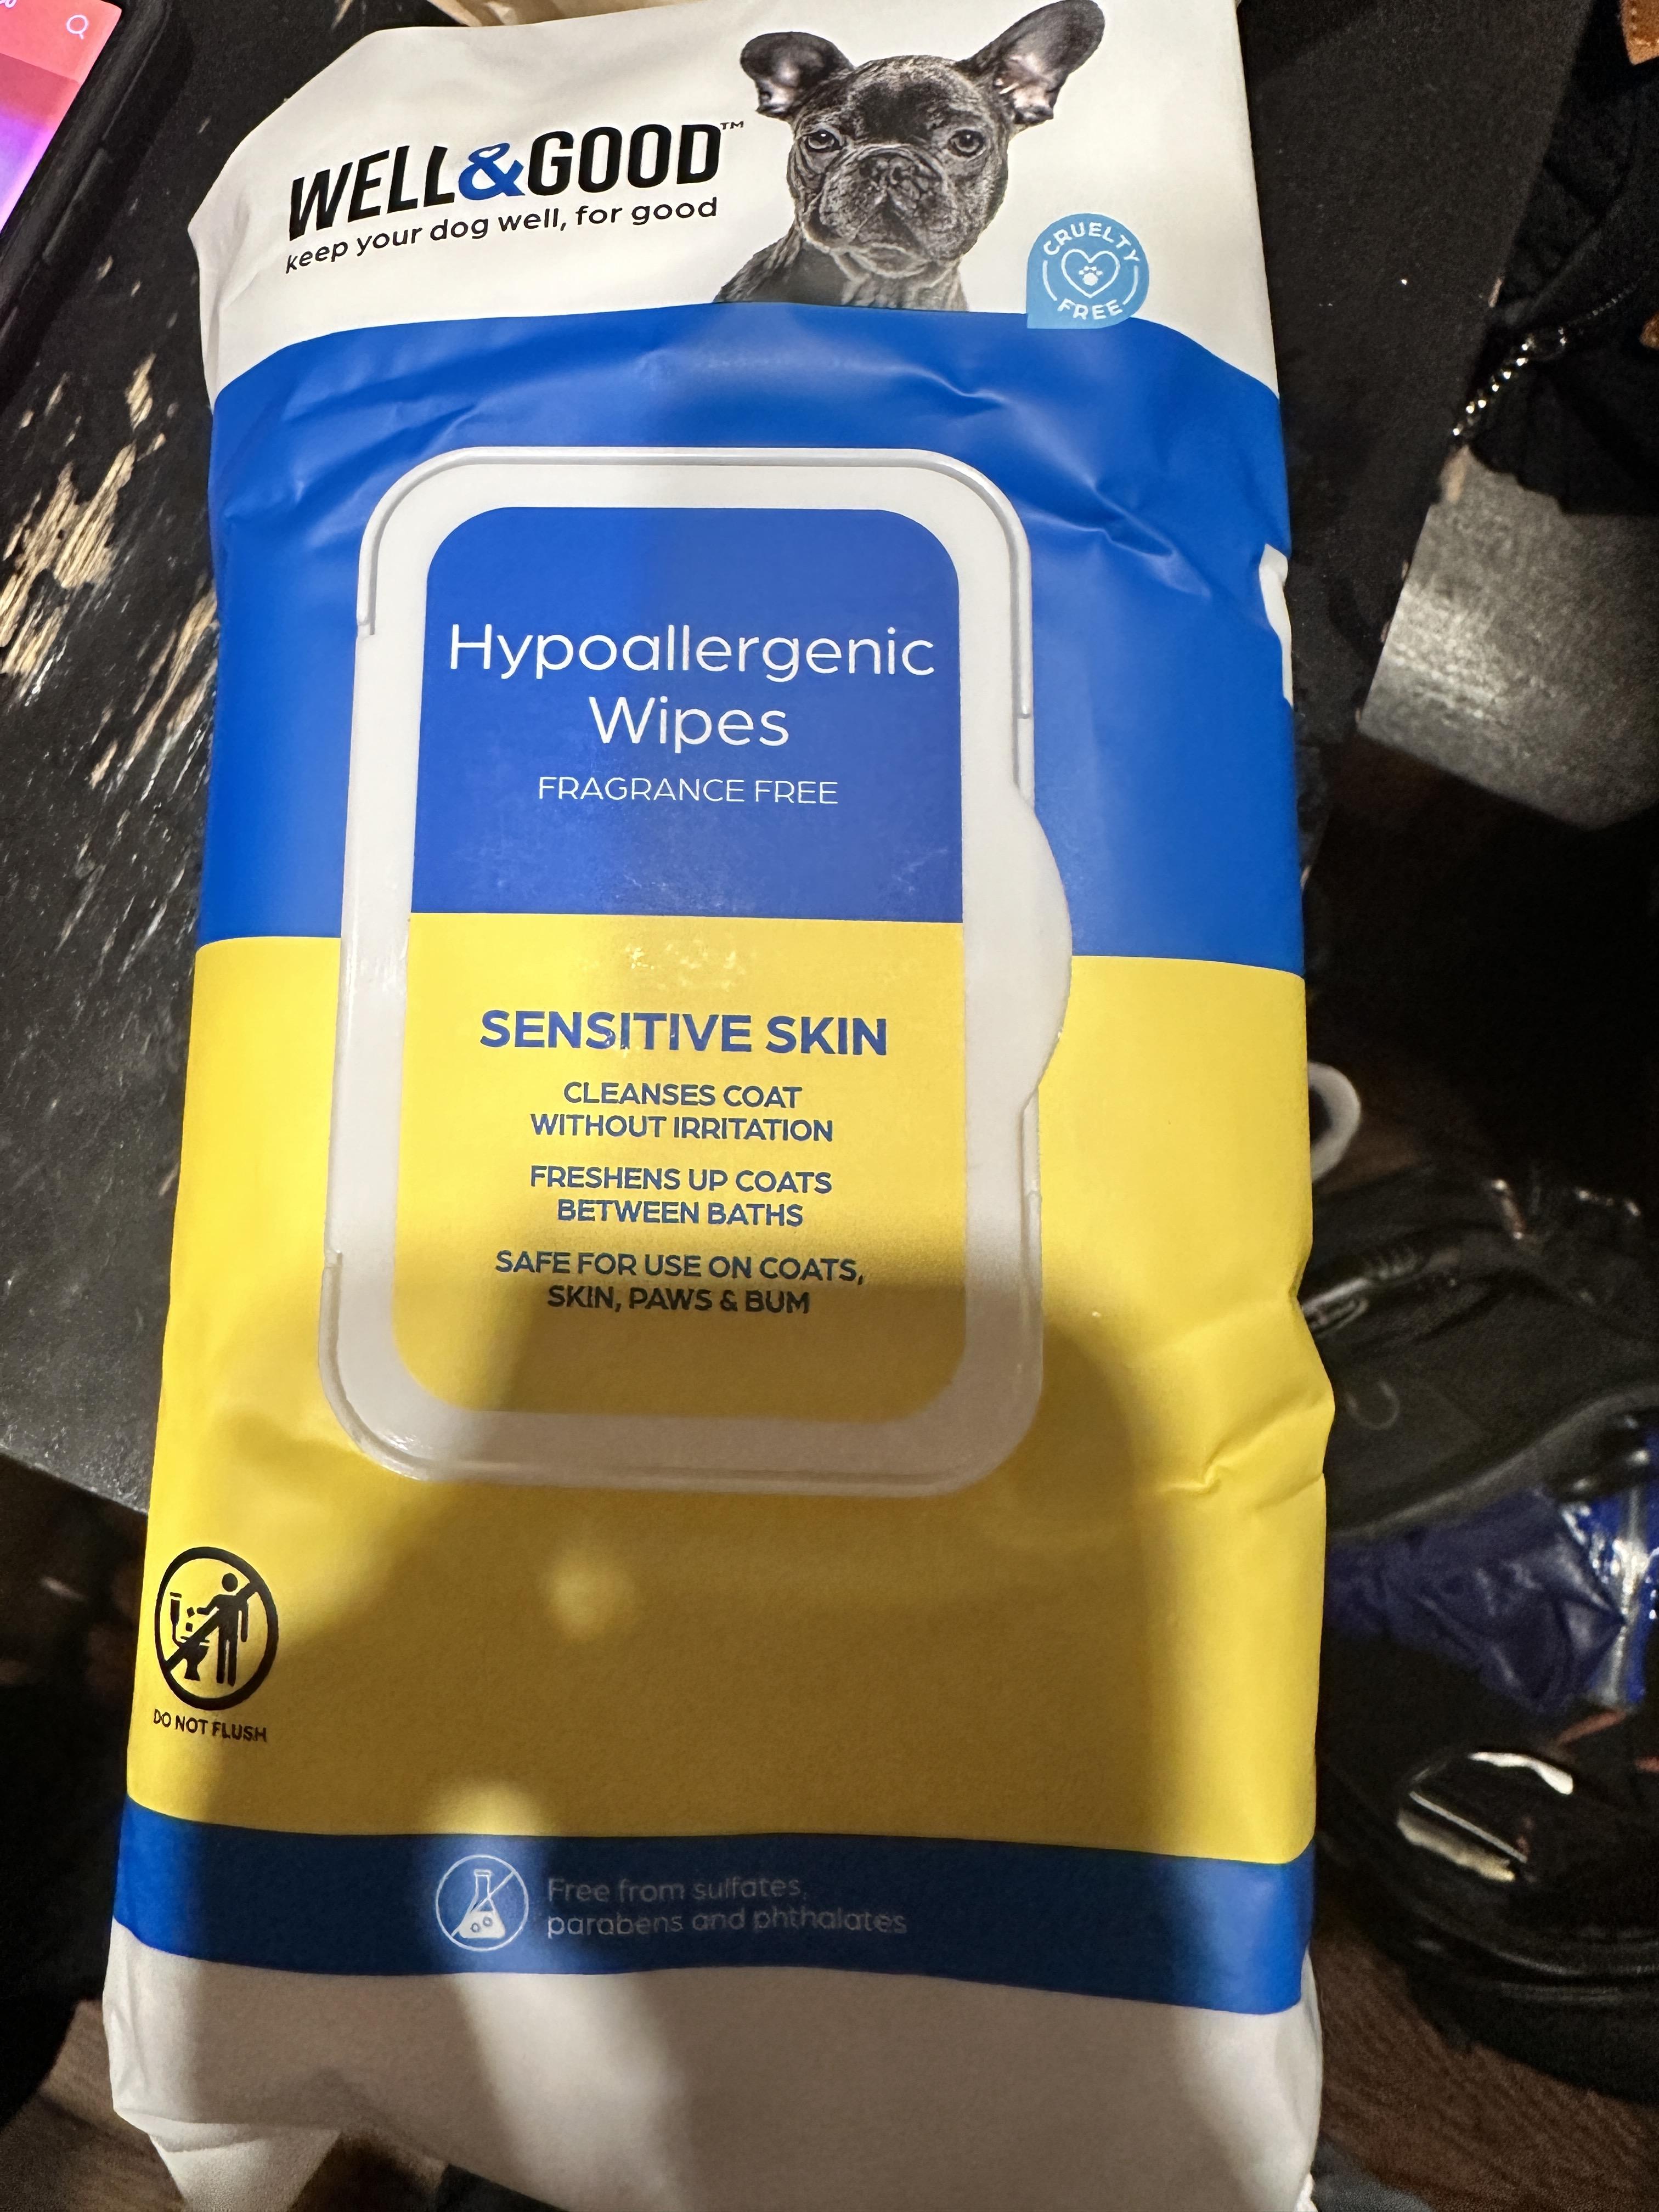 WELL&GOOD™
keep your dog well, for good
CRUELTY
FREE
Hypoallergenic
Wipes
FRAGRANCE FREE
SENSITIVE SKIN
CLEANSES COAT
WITHOUT IRRITATION
FRESHENS UP COATS
BETWEEN BATHS
SAFE FOR USE ON COATS,
SKIN, PAWS & BUM
DO NOT FLUSH
Free from sulfates,
parabens and phthalates